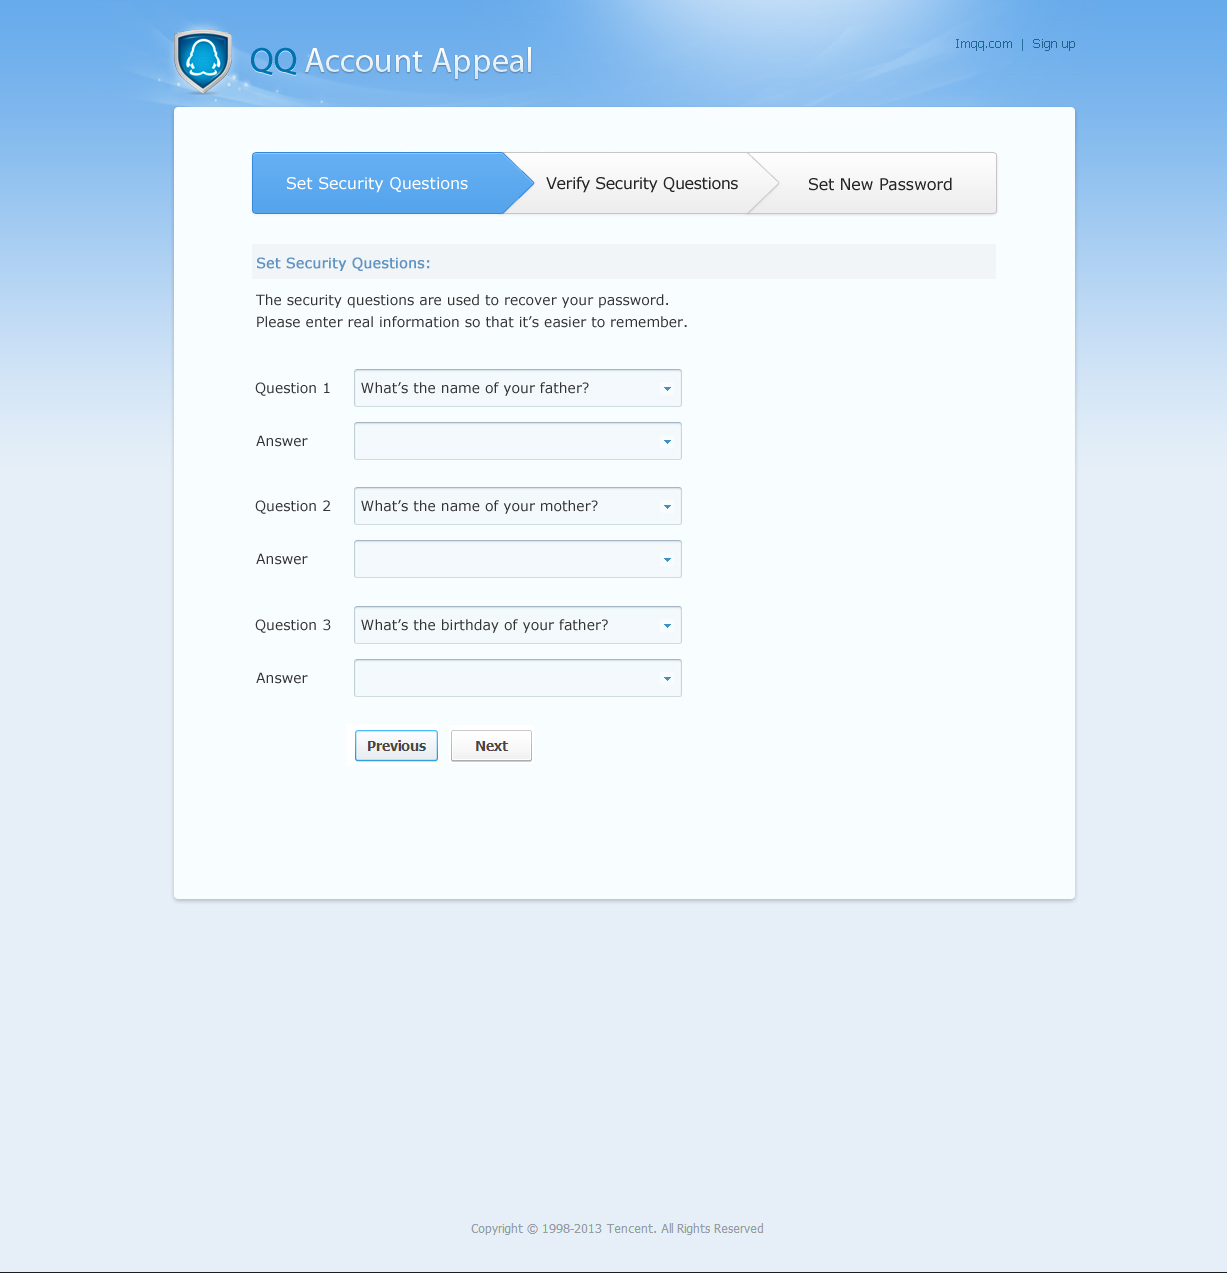 QQ Account Appeal
Imqq.com | Sign up
Set Security Questions
Verify Security Questions
Set New Password
Set Security Questions:
The security questions are used to recover your password.
Please enter real information so that it’s easier to remember.
Question 1
What’s the name of your father?
Answer
Question 2
What’s the name of your mother?
Answer
Question 3
What’s the birthday of your father?
Answer
Previous
Next
Copyright © 1998-2013 Tencent. All Rights Reserved